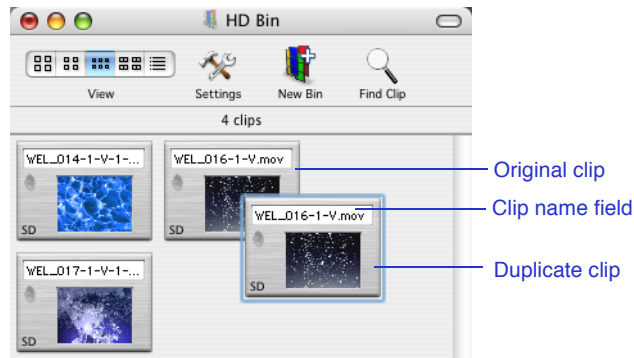 HD Bin
View
Settings
New Bin
Find Clip
4 clips
WEL_014-1-V-1-...
WEL_016-1-V.mov
Original clip
WEL_016-1-V.mov
Clip name field
SD
SD
Duplicate clip
SD
WEL_017-1-V-1-...
SD